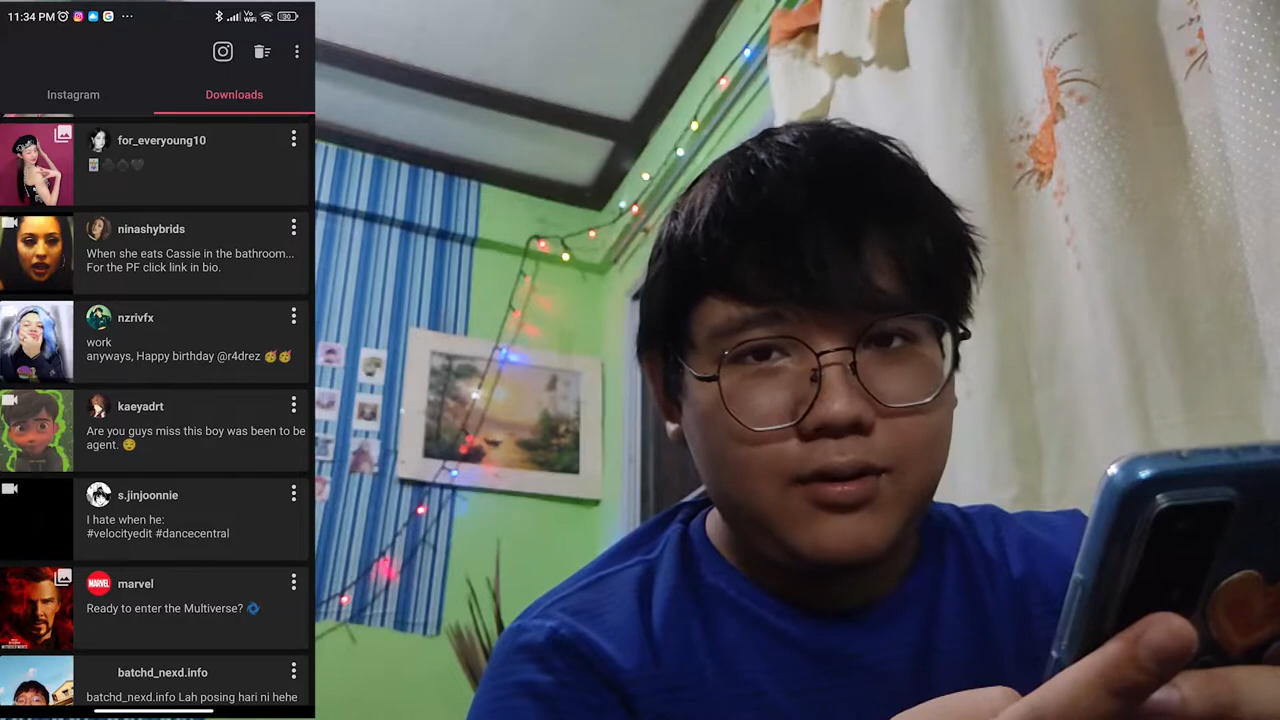 11:34 PM
Vo
WiFi
30
Instagram
Downloads
for_everyoung10
ninashybrids
When she eats Cassie in the bathroom...
For the PF click link in bio.
nzrivfx
work
anyways, Happy birthday @r4drez 🥳🥳
kaeyadrt
Are you guys miss this boy was been to be
agent. 😌
s.jinjoonnie
I hate when he:
#velocityedit #dancecentral
MARVEL
marvel
Ready to enter the Multiverse? 🌀
batchd_nexd.info
batchd_nexd.info Lah posing hari ni hehe